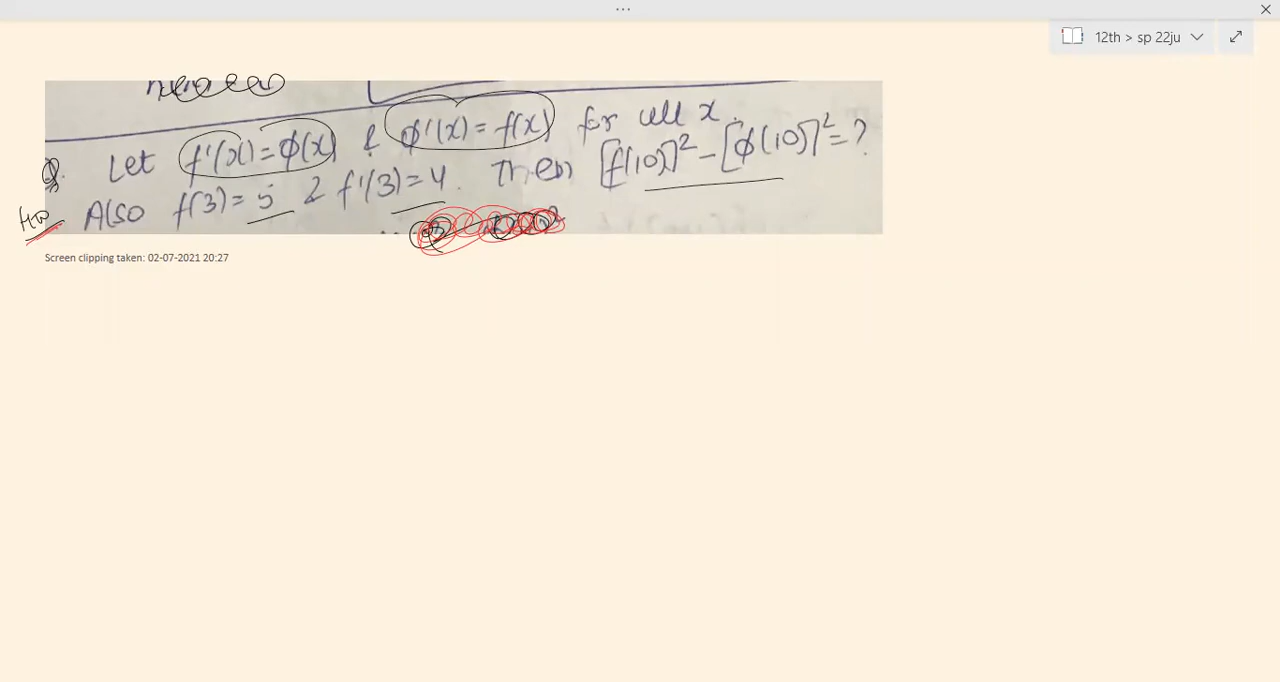 12th > sp 22ju
Q. Let f'(x)=φ(x) & φ'(x)=f(x) for all x.
Also f(3)=5 & f'(3)=4. Then [f(10)]²-[φ(10)]²=?
HW
Screen clipping taken: 02-07-2021 20:27